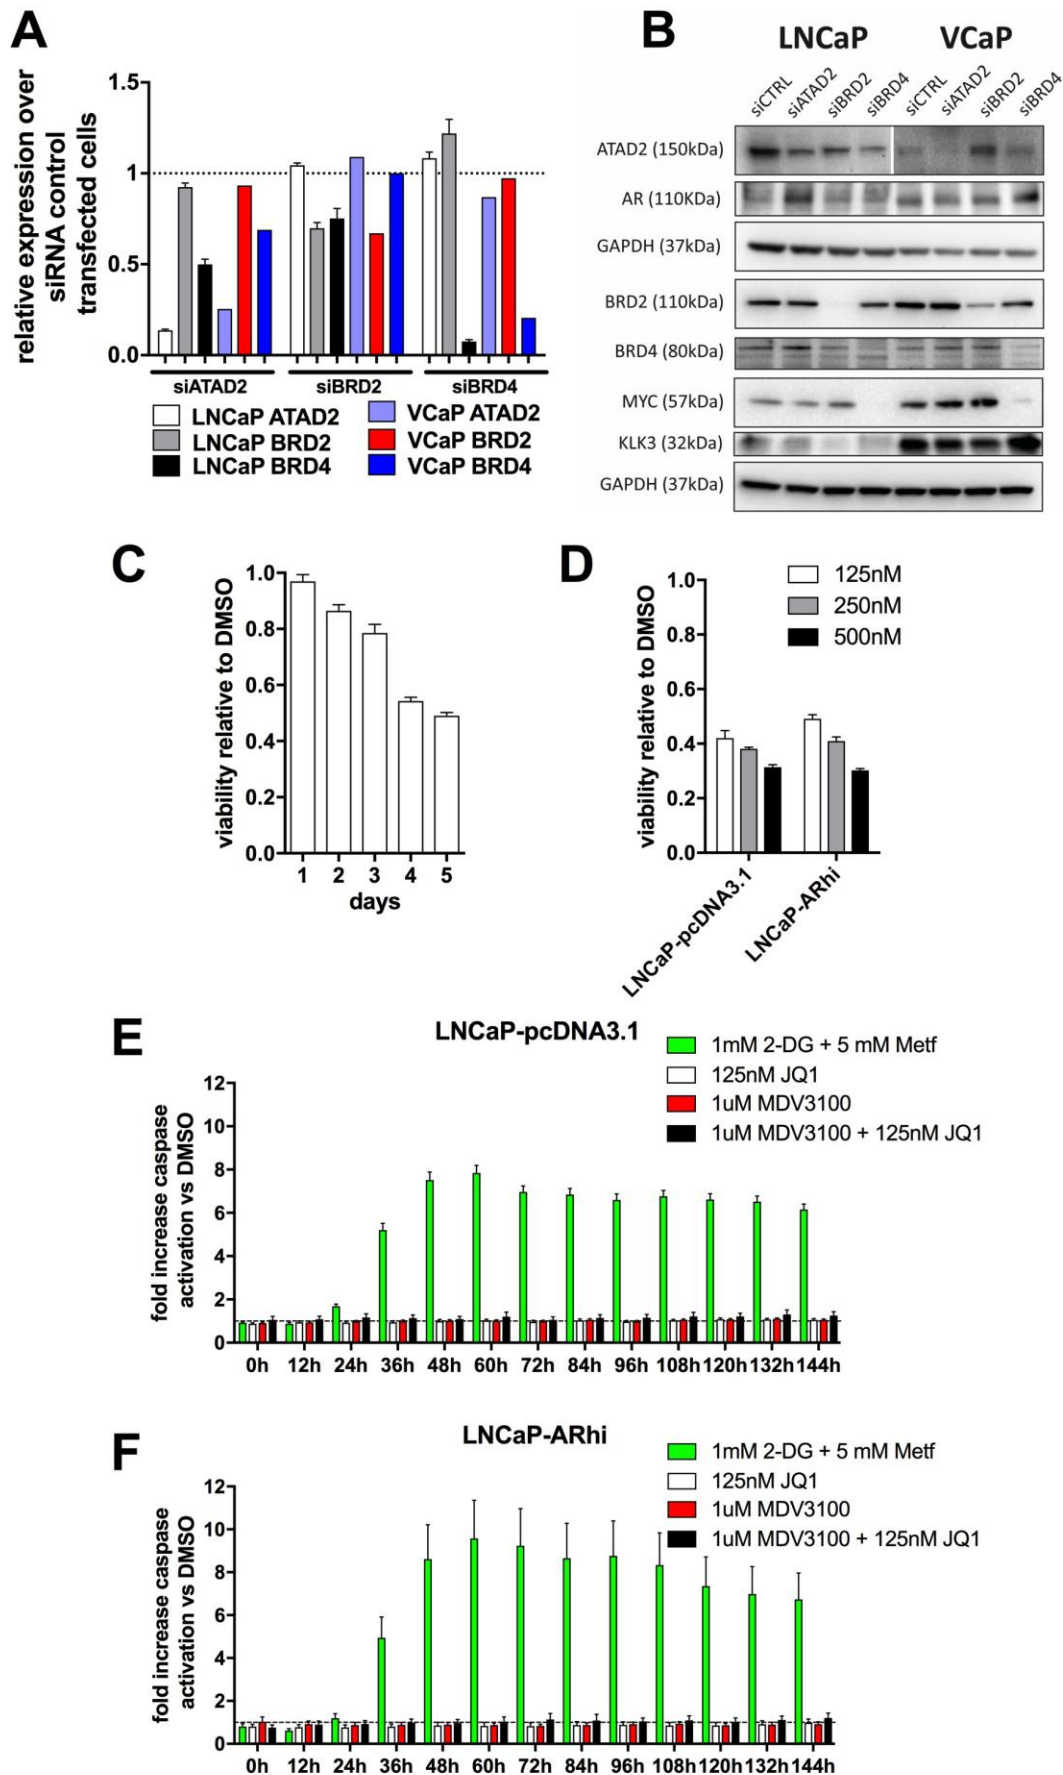 A
relative expression over
siRNA control
transfected cells
1.5
1
0.5
0.0
siATAD2 siBRD2 siBRD4
LNCaP ATAD2 VCaP ATAD2
LNCaP BRD2 VCaP BRD2
LNCaP BRD4 VCaP BRD4
B
LNCaP VCaP
siCTRL siATAD2 siBRD2 siBRD4 siCTRL siATAD2 siBRD2 siBRD4
ATAD2 (150kDa)
AR (110KDa)
GAPDH (37kDa)
BRD2 (110kDa)
BRD4 (80kDa)
MYC (57kDa)
KLK3 (32kDa)
GAPDH (37kDa)
C
viability relative to DMSO
1.0
0.8
0.6
0.4
0.2
0.0
1 2 3 4 5
days
D
viability relative to DMSO
1.0
0.8
0.6
0.4
0.2
0.0
125nM
250nM
500nM
LNCaP-pcDNA3.1
LNCaP-ARhi
E
LNCaP-pcDNA3.1
1mM 2-DG + 5 mM Metf
125nM JQ1
1uM MDV3100
1uM MDV3100 + 125nM JQ1
fold increase caspase
activation vs DMSO
12
10
8
6
4
2
0
0h 12h 24h 36h 48h 60h 72h 84h 96h 108h 120h 132h 144h
F
LNCaP-ARhi
1mM 2-DG + 5 mM Metf
125nM JQ1
1uM MDV3100
1uM MDV3100 + 125nM JQ1
fold increase caspase
activation vs DMSO
12
10
8
6
4
2
0
0h 12h 24h 36h 48h 60h 72h 84h 96h 108h 120h 132h 144h